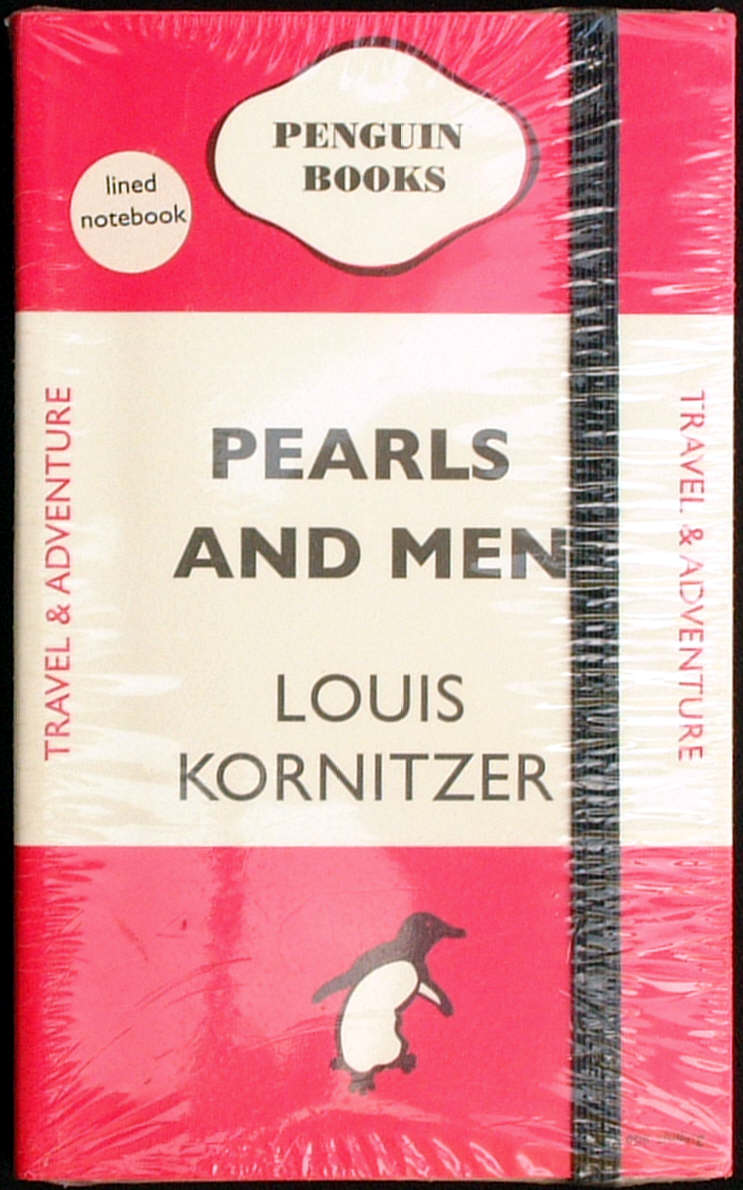 PENGUIN
BOOKS
lined
notebook
TRAVEL & ADVENTURE
PEARLS
AND MEN
LOUIS
KORNITZER
TRAVEL & ADVENTURE